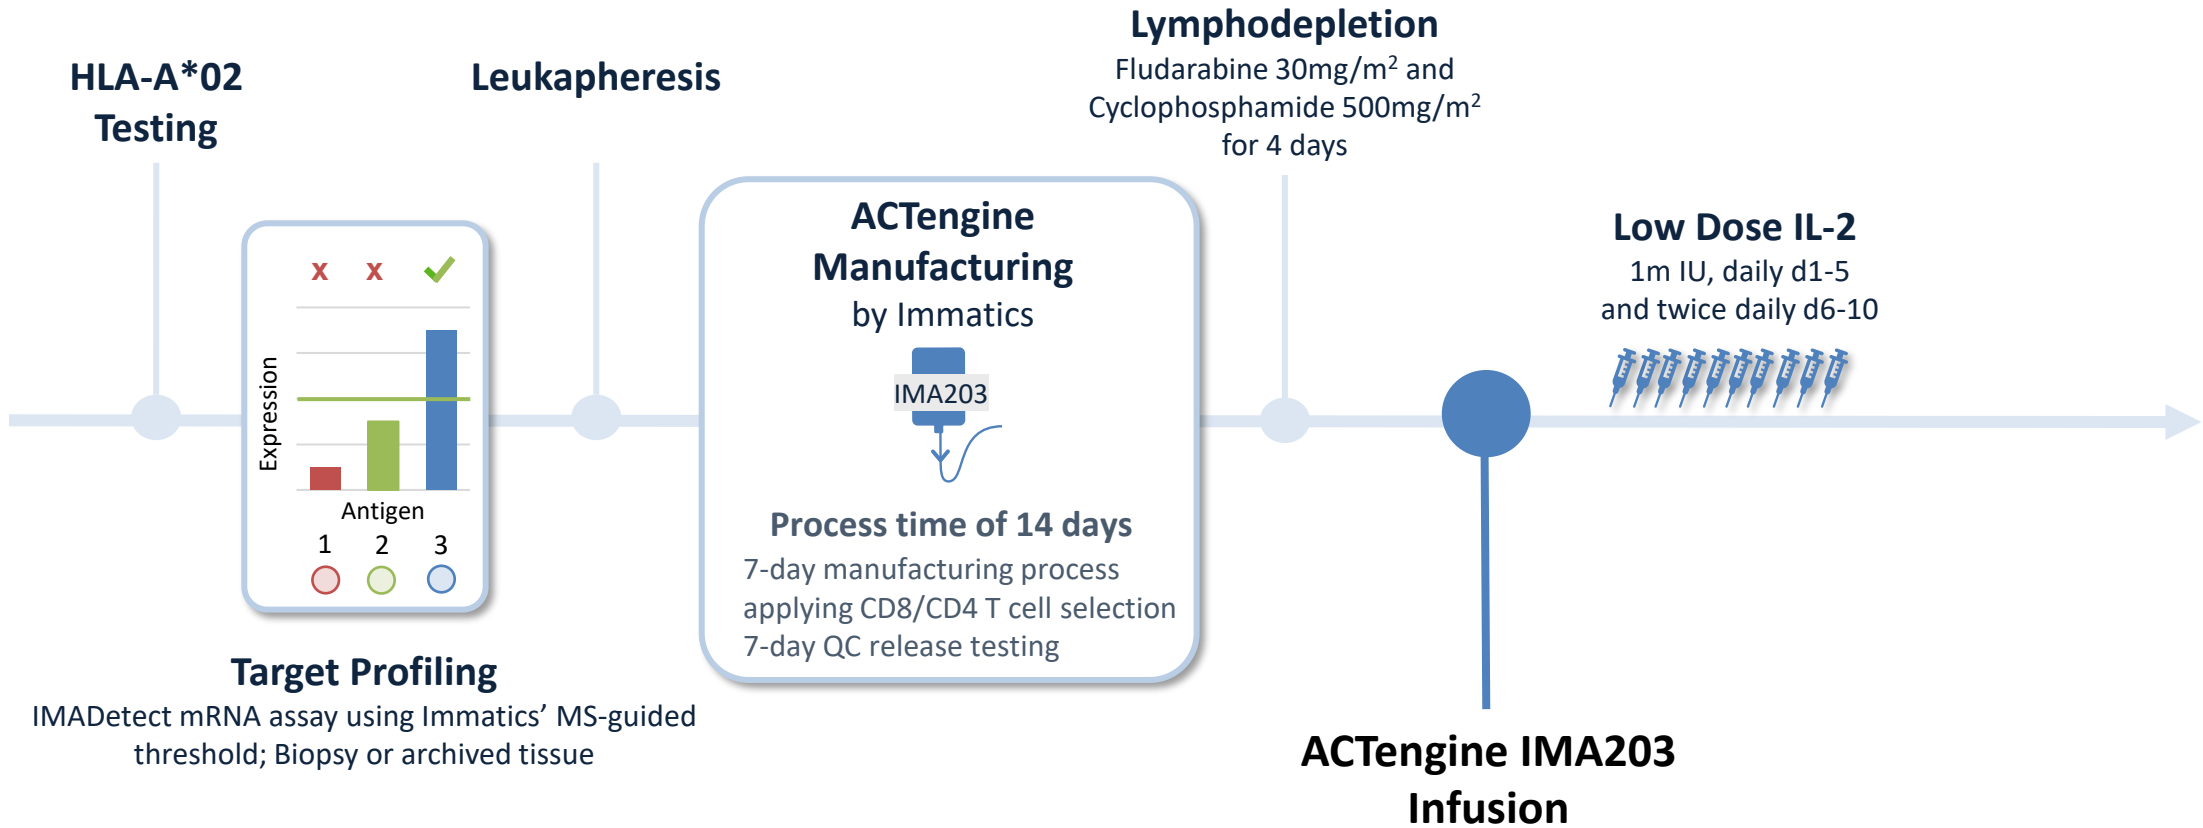 HLA-A*02
Testing
x x
Expression
Antigen
1 2 3
Target Profiling
IMADetect mRNA assay using Immatics’ MS-guided
threshold; Biopsy or archived tissue
Leukapheresis
ACTengine
Manufacturing
by Immatics
IMA203
Process time of 14 days
7-day manufacturing process
applying CD8/CD4 T cell selection
7-day QC release testing
Lymphodepletion
Fludarabine 30mg/m² and
Cyclophosphamide 500mg/m²
for 4 days
ACTengine IMA203
Infusion
Low Dose IL-2
1m IU, daily d1-5
and twice daily d6-10